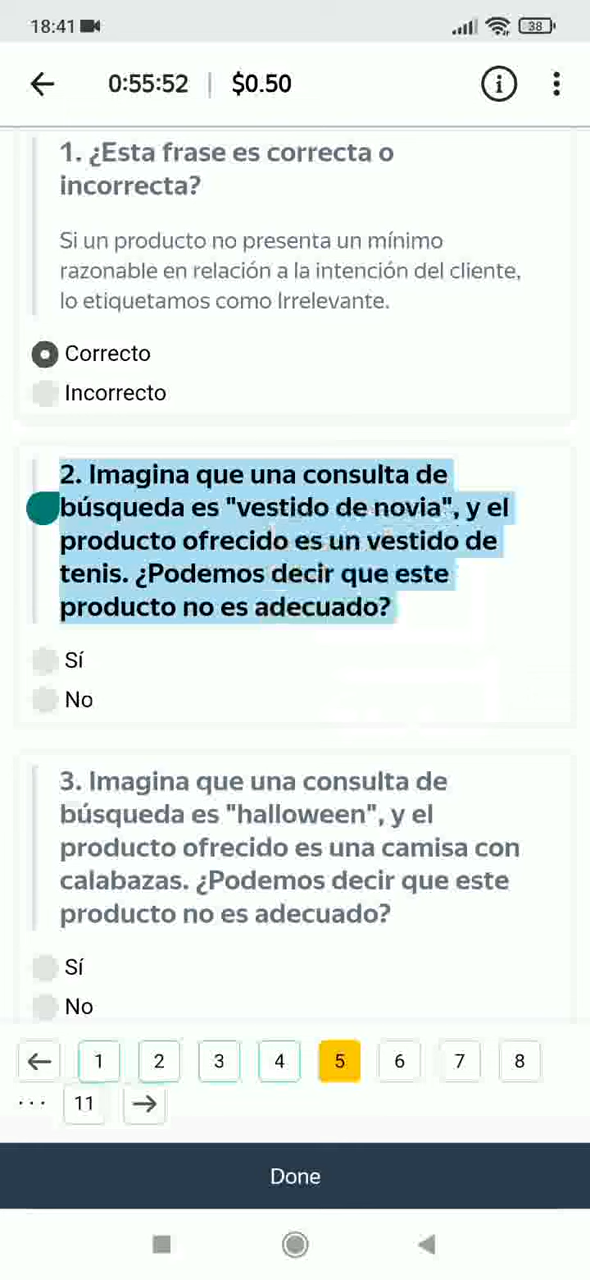 18:41
38
0:55:52 | $0.50
1. ¿Esta frase es correcta o
incorrecta?
Si un producto no presenta un mínimo
razonable en relación a la intención del cliente,
lo etiquetamos como Irrelevante.
Correcto
Incorrecto
2. Imagina que una consulta de
búsqueda es "vestido de novia", y el
producto ofrecido es un vestido de
tenis. ¿Podemos decir que este
producto no es adecuado?
Sí
No
3. Imagina que una consulta de
búsqueda es "halloween", y el
producto ofrecido es una camisa con
calabazas. ¿Podemos decir que este
producto no es adecuado?
Sí
No
1 2 3 4 5 6 7 8
... 11
Done